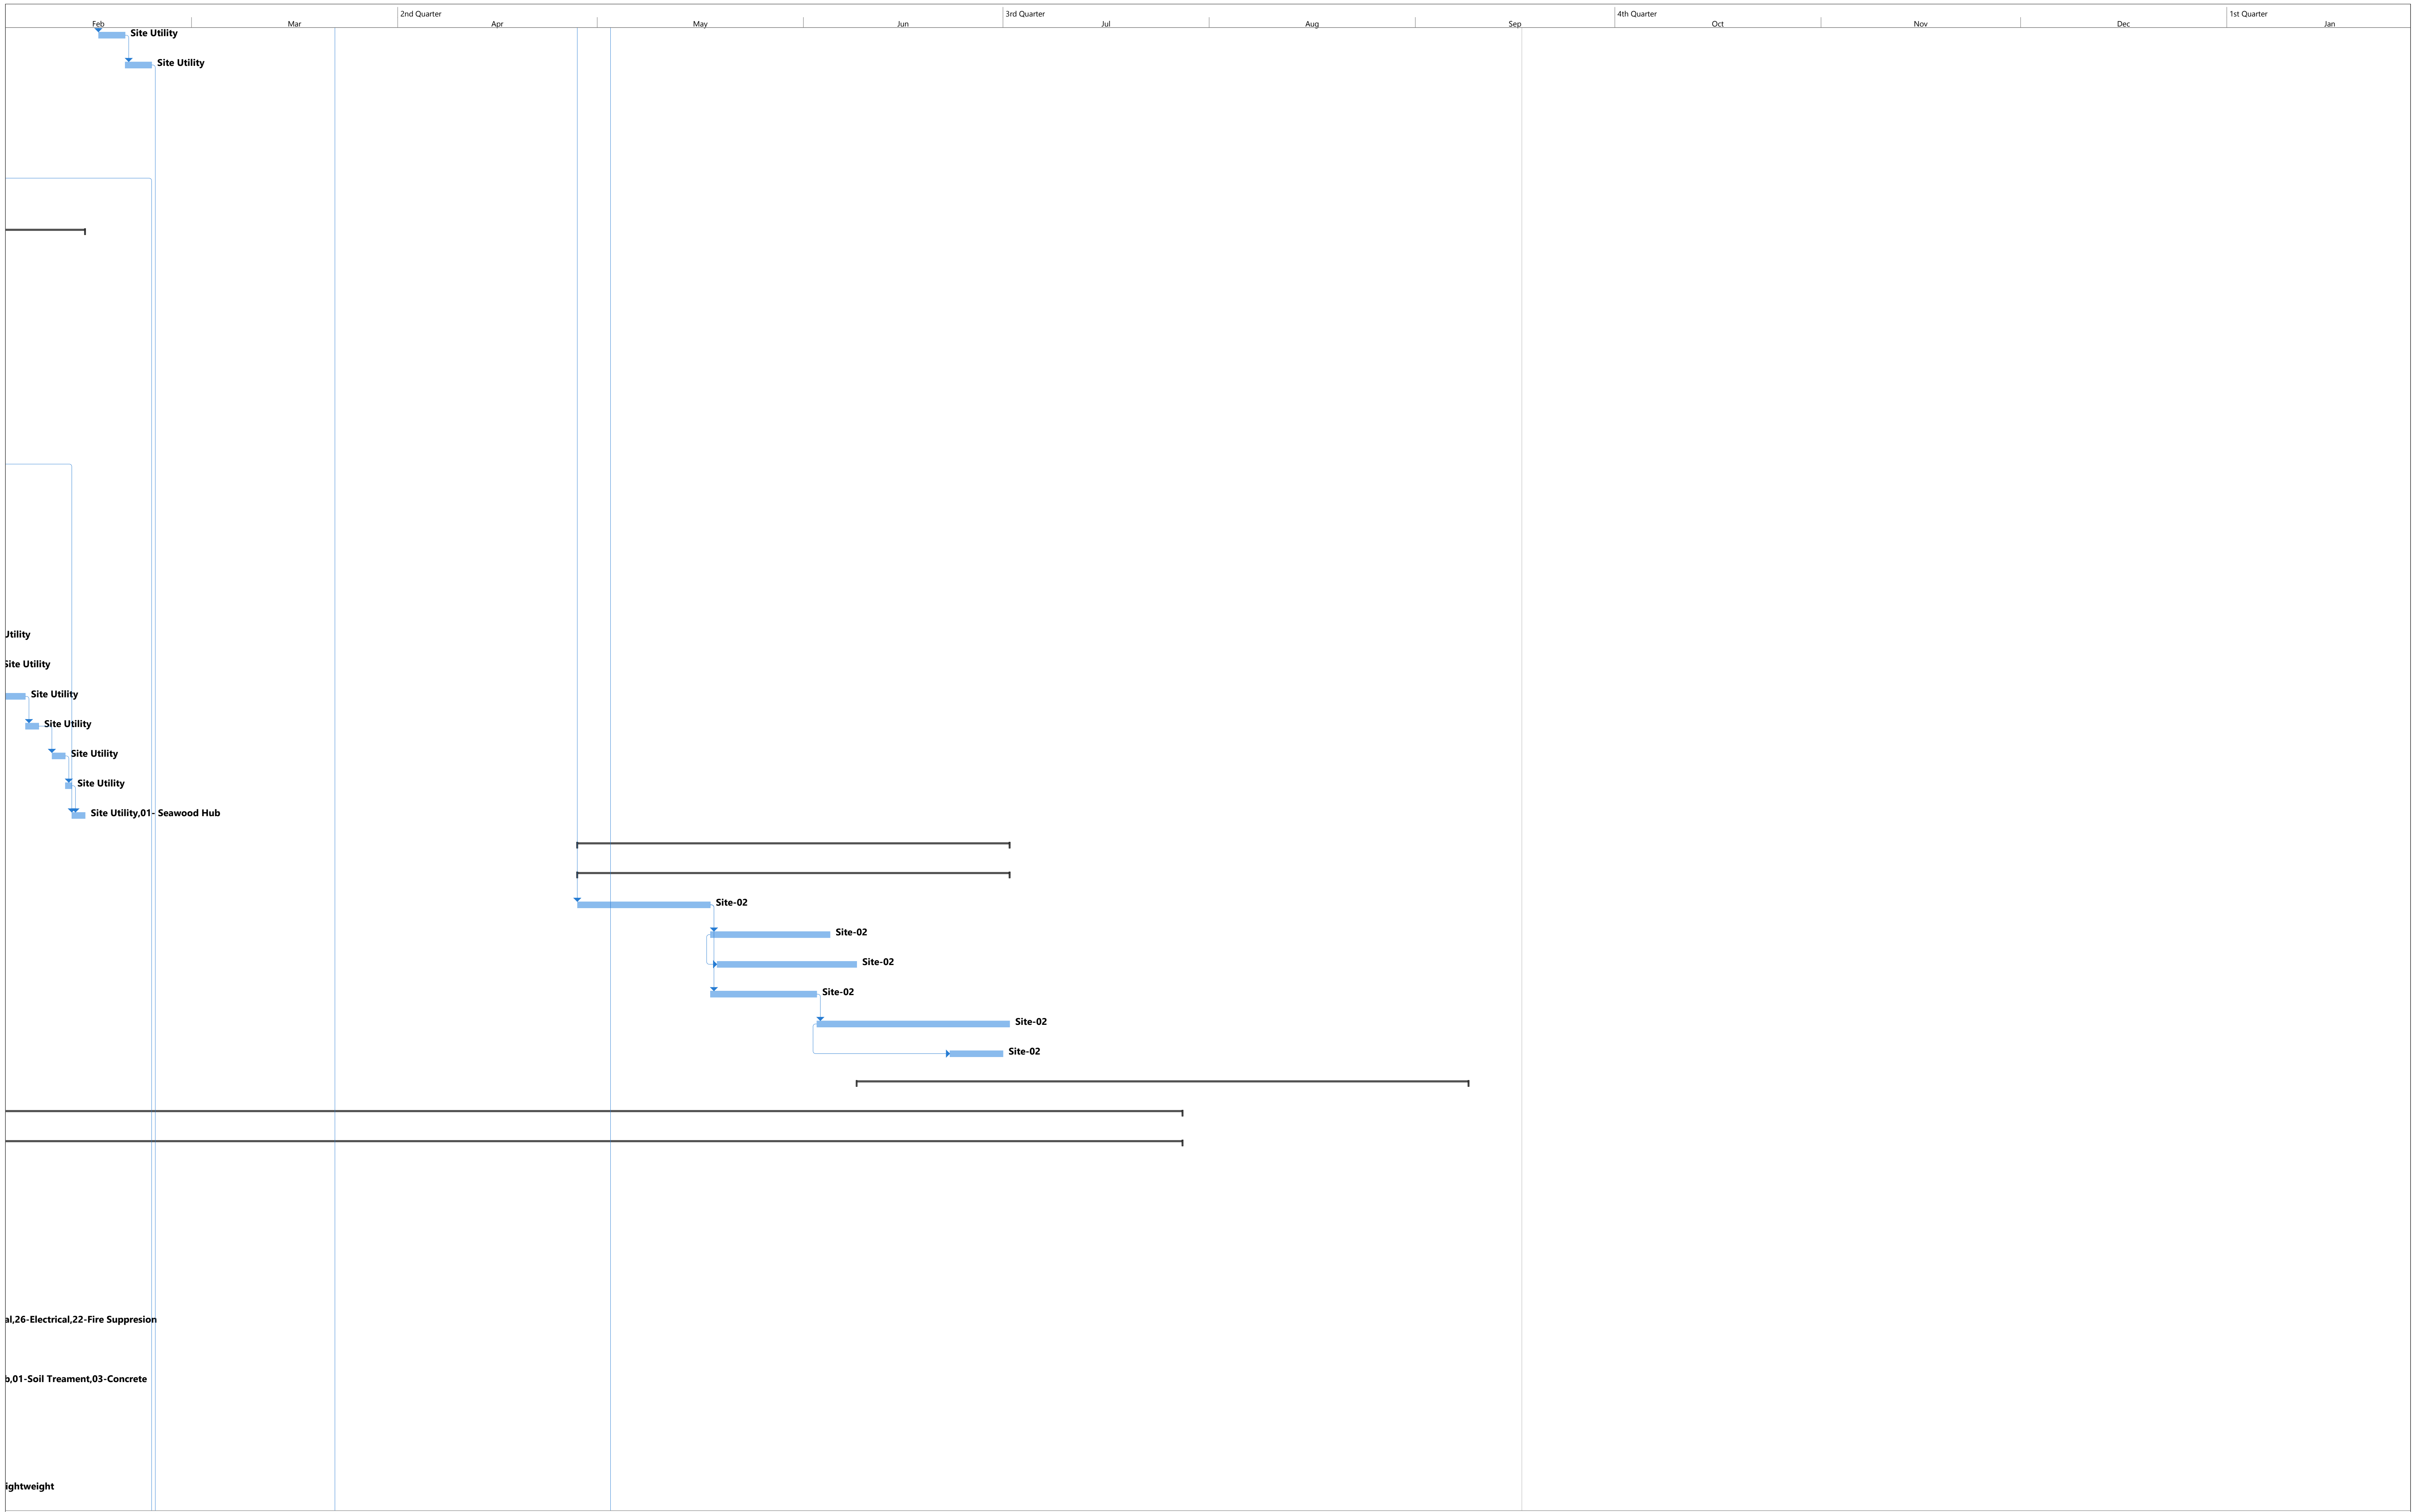 2nd Quarter 3rd Quarter 4th Quarter 1st Quarter
Feb Mar Apr May Jun Jul Aug Sep Oct Nov Dec Jan
Site Utility
Site Utility
Utility
Site Utility
Site Utility
Site Utility
Site Utility
Site Utility
Site Utility,01- Seawood Hub
Site-02
Site-02
Site-02
Site-02
Site-02
Site-02
al,26-Electrical,22-Fire Suppresion
b,01-Soil Treament,03-Concrete
ightweight